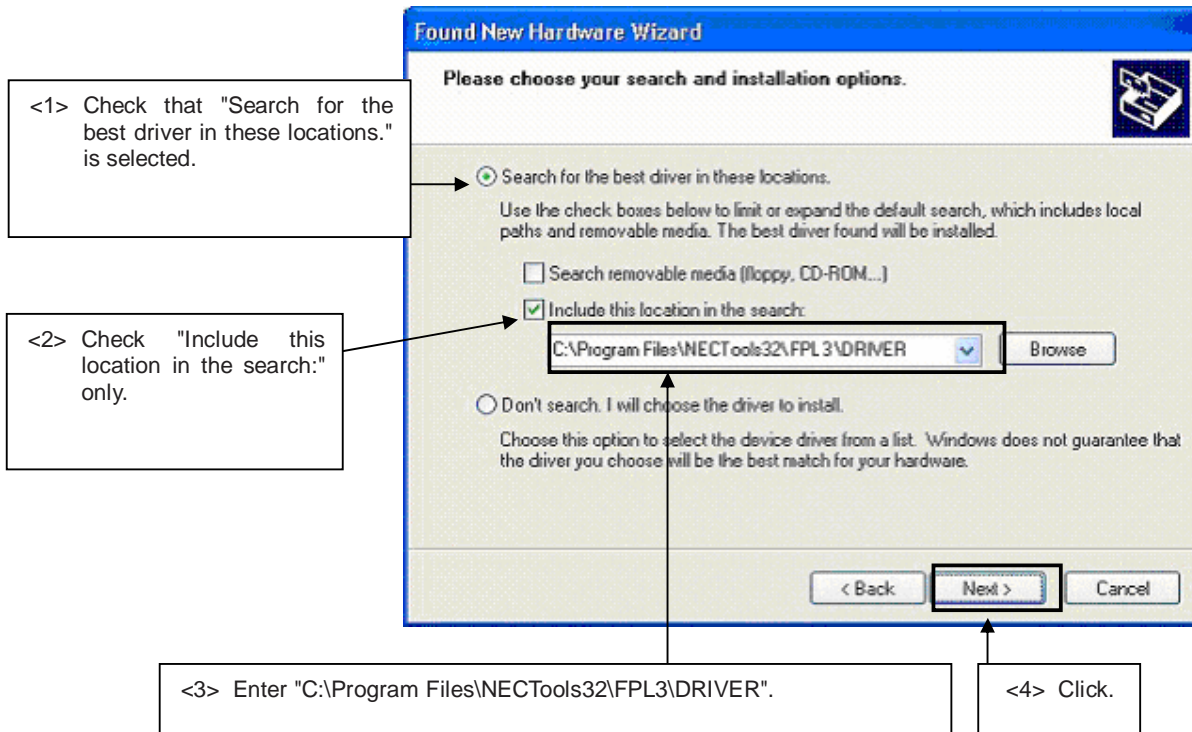 Found New Hardware Wizard
Please choose your search and installation options.
<1> Check that "Search for the
best driver in these locations."
is selected.
Search for the best driver in these locations.
Use the check boxes below to limit or expand the default search, which includes local
paths and removable media. The best driver found will be installed.
Search removable media (floppy, CD-ROM...)
Include this location in the search:
<2> Check "Include this
location in the search:"
only.
C:\Program Files\NECTools32\FPL3\DRIVER
Browse
Don't search. I will choose the driver to install.
Choose this option to select the device driver from a list. Windows does not guarantee that
the driver you choose will be the best match for your hardware.
< Back
Next >
Cancel
<3> Enter "C:\Program Files\NECTools32\FPL3\DRIVER".
<4> Click.